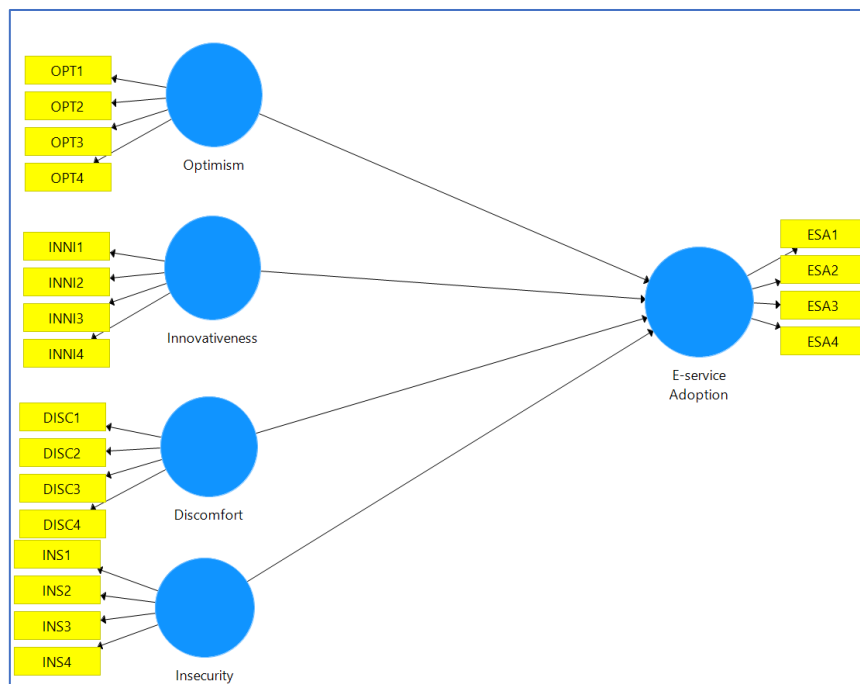 OPT1
OPT2
OPT3
OPT4
Optimism
INNI1
INNI2
INNI3
INNI4
Innovativeness
DISC1
DISC2
DISC3
DISC4
Discomfort
INS1
INS2
INS3
INS4
Insecurity
E-service
Adoption
ESA1
ESA2
ESA3
ESA4